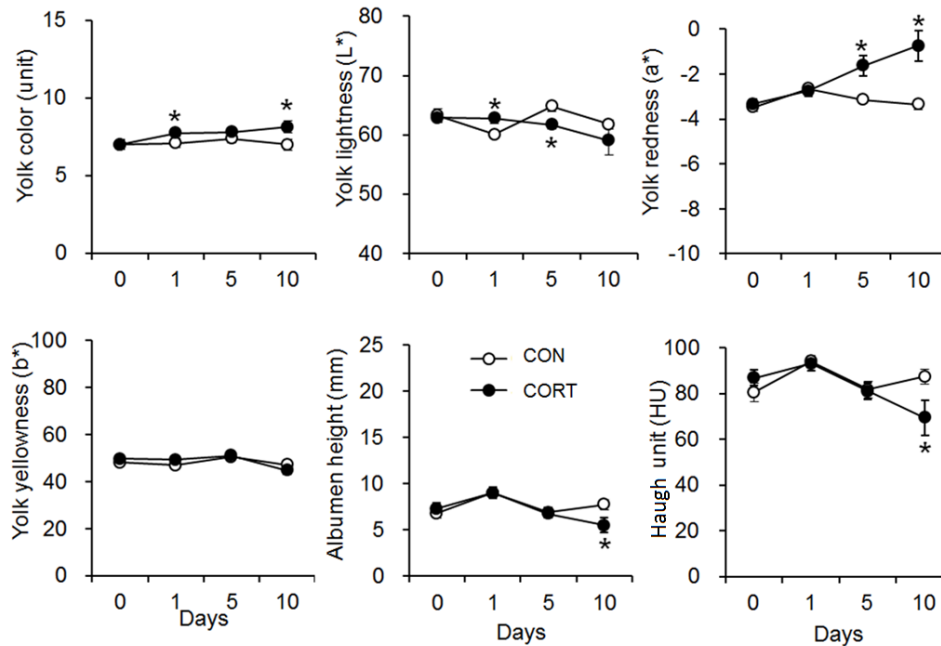 Yolk color (unit)
15
10
5
0
*
*
0 1 5 10
Yolk lightness (L*)
80
70
60
50
40
*
*
0 1 5 10
Yolk redness (a*)
0
-2
-4
-6
-8
-10
*
*
0 1 5 10
Yolk yellowness (b*)
100
80
60
40
20
0
0 1 5 10
Days
Albumen height (mm)
25
20
15
10
5
0
CON
CORT
*
0 1 5 10
Days
Haugh unit (HU)
100
80
60
40
20
0
*
0 1 5 10
Days